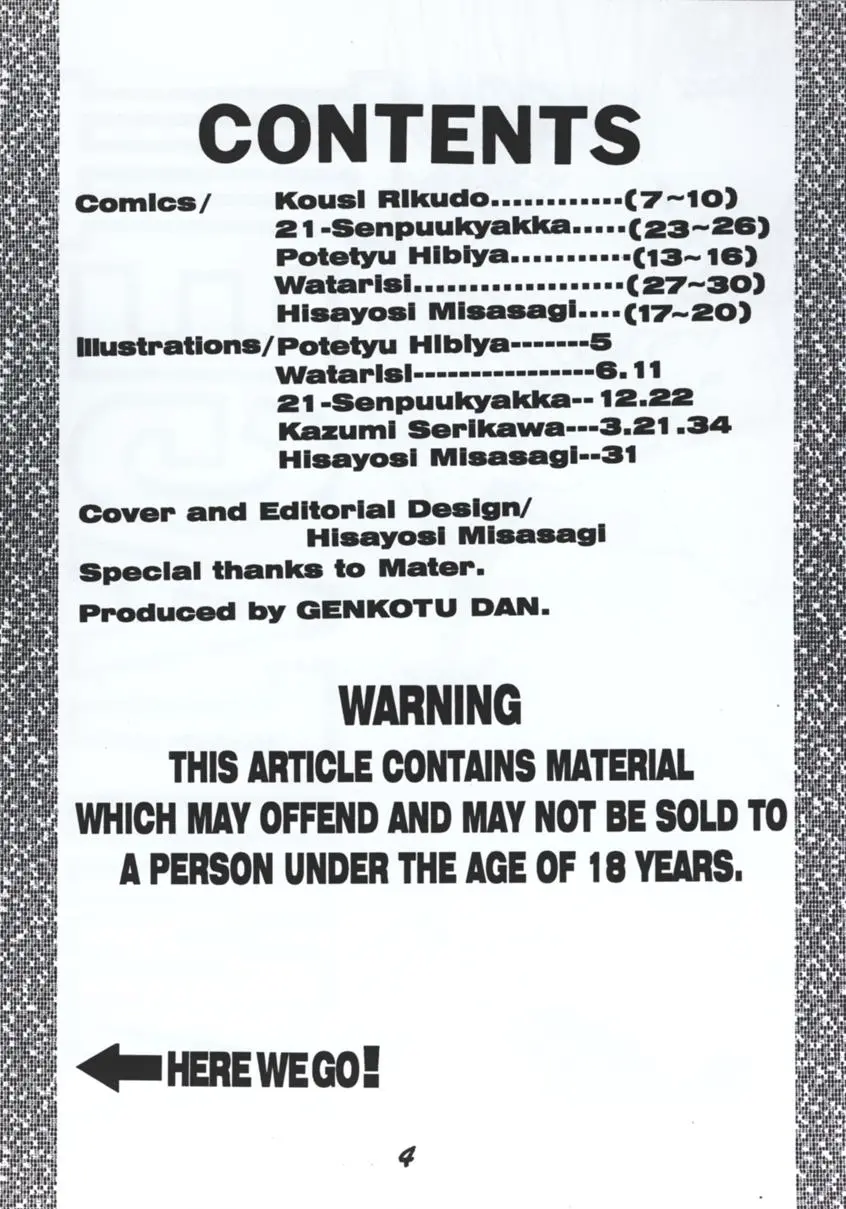 CONTENTS
Comics/ Kousi Rikudo............(7~10)
21-Senpuukyakka.....(23~26)
Potetyu Hibiya...........(13~16)
Watarisi...................(27~30)
Hisayosi Misasagi....(17~20)
Illustrations/Potetyu Hibiya-------5
Watarisi----------------6.11
21-Senpuukyakka--12.22
Kazumi Serikawa---3.21.34
Hisayosi Misasagi--31
Cover and Editorial Design/
Hisayosi Misasagi
Special thanks to Mater.
Produced by GENKOTU DAN.
WARNING
THIS ARTICLE CONTAINS MATERIAL
WHICH MAY OFFEND AND MAY NOT BE SOLD TO
A PERSON UNDER THE AGE OF 18 YEARS.
HERE WE GO!
4